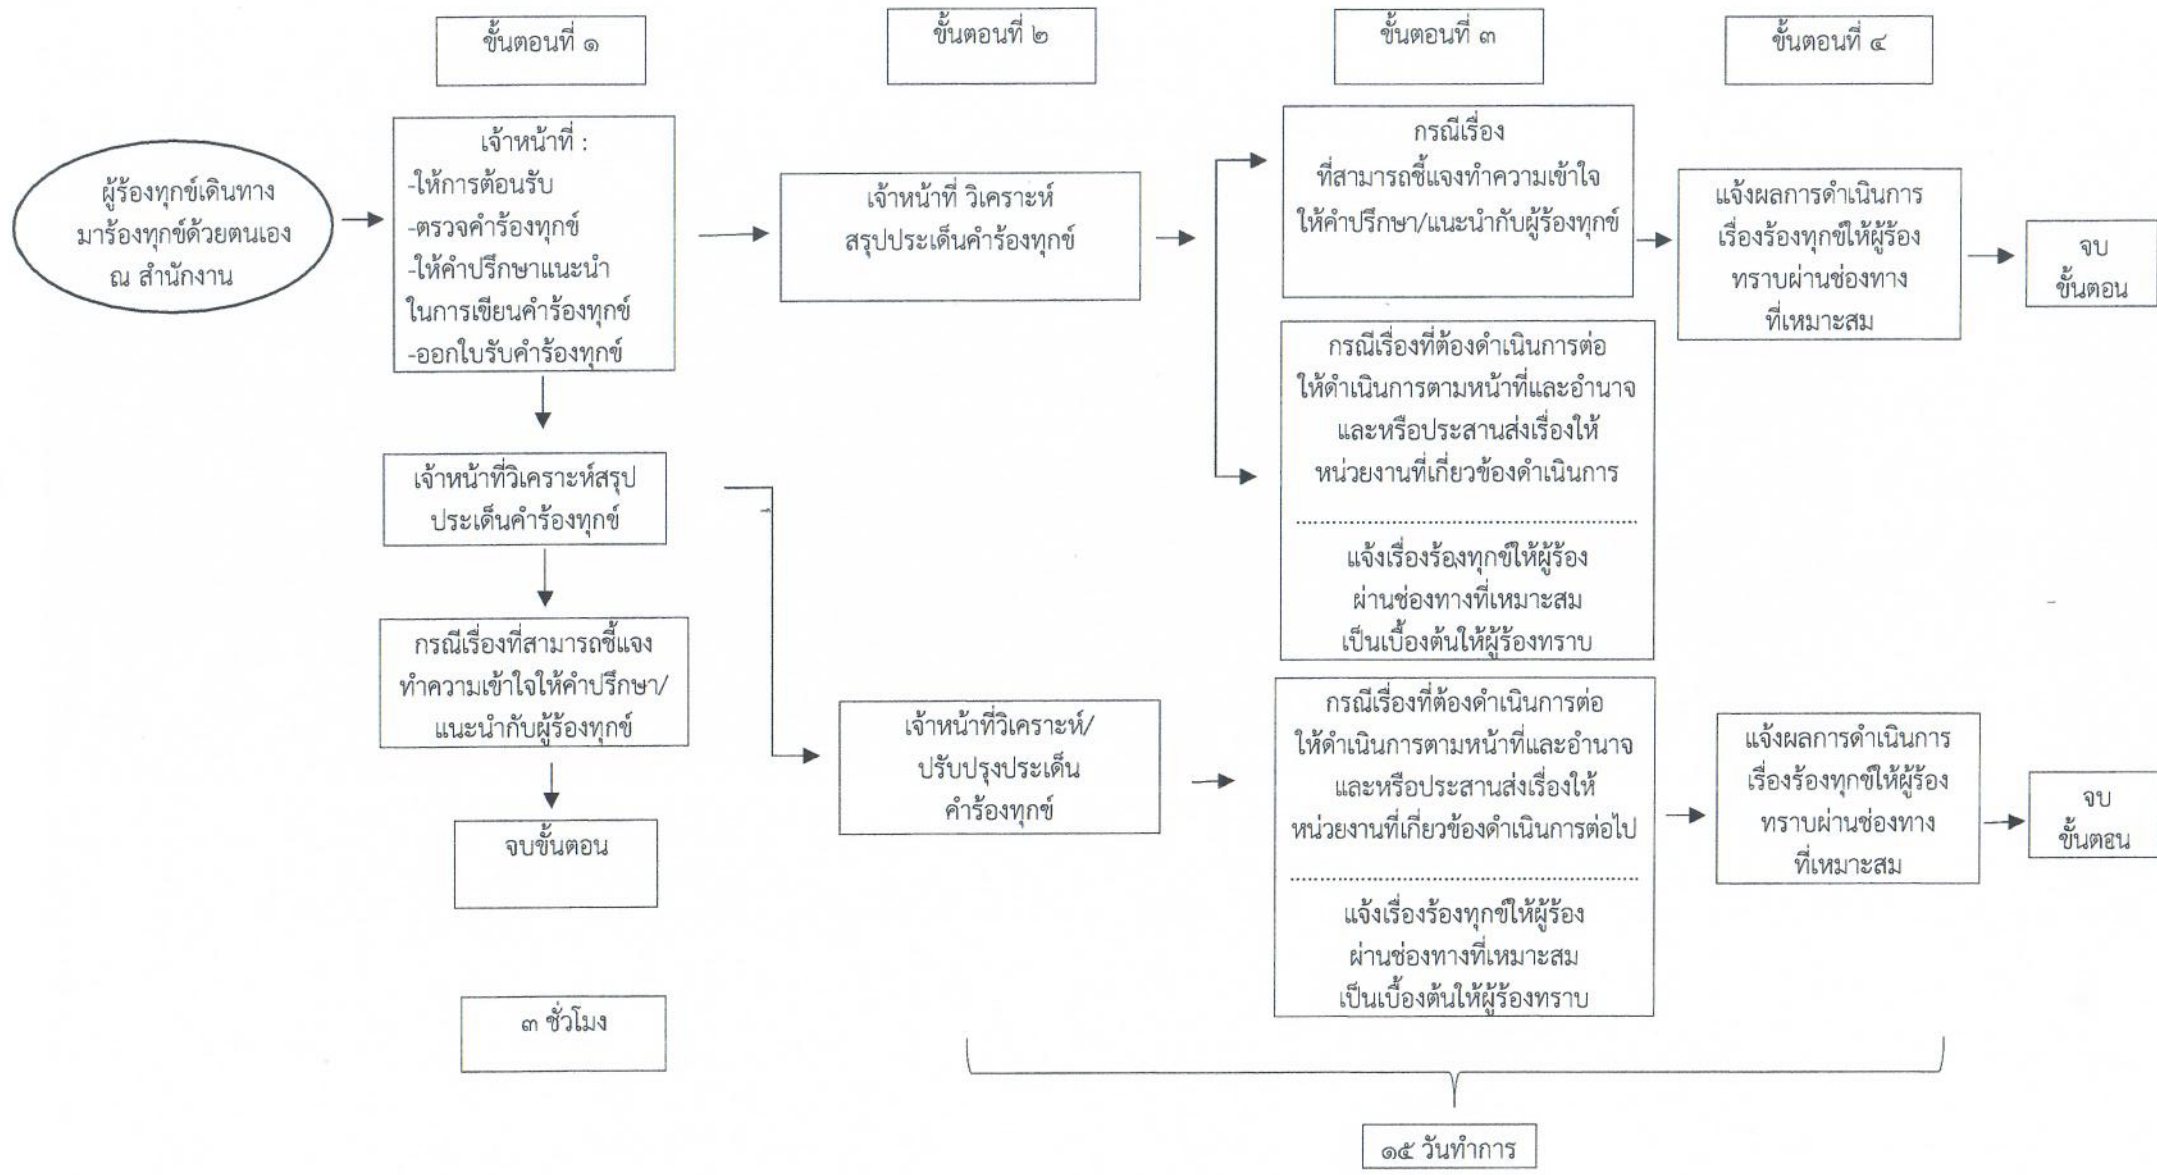 ขั้นตอนที่ ๑
ขั้นตอนที่ ๒
ขั้นตอนที่ ๓
ขั้นตอนที่ ๔
ผู้ร้องทุกข์เดินทาง
มาร้องทุกข์ด้วยตนเอง
ณ สำนักงาน
เจ้าหน้าที่ :
-ให้การต้อนรับ
-ตรวจคำร้องทุกข์
-ให้คำปรึกษาแนะนำ
ในการเขียนคำร้องทุกข์
-ออกใบรับคำร้องทุกข์
เจ้าหน้าที่ วิเคราะห์
สรุปประเด็นคำร้องทุกข์
กรณีเรื่อง
ที่สามารถชี้แจงทำความเข้าใจ
ให้คำปรึกษา/แนะนำกับผู้ร้องทุกข์
แจ้งผลการดำเนินการ
เรื่องร้องทุกข์ให้ผู้ร้อง
ทราบผ่านช่องทาง
ที่เหมาะสม
จบ
ขั้นตอน
กรณีเรื่องที่ต้องดำเนินการต่อ
ให้ดำเนินการตามหน้าที่และอำนาจ
และหรือประสานส่งเรื่องให้
หน่วยงานที่เกี่ยวข้องดำเนินการ
แจ้งเรื่องร้องทุกข์ให้ผู้ร้อง
ผ่านช่องทางที่เหมาะสม
เป็นเบื้องต้นให้ผู้ร้องทราบ
เจ้าหน้าที่วิเคราะห์สรุป
ประเด็นคำร้องทุกข์
กรณีเรื่องที่สามารถชี้แจง
ทำความเข้าใจให้คำปรึกษา/
แนะนำกับผู้ร้องทุกข์
จบขั้นตอน
๓ ชั่วโมง
เจ้าหน้าที่วิเคราะห์/
ปรับปรุงประเด็น
คำร้องทุกข์
กรณีเรื่องที่ต้องดำเนินการต่อ
ให้ดำเนินการตามหน้าที่และอำนาจ
และหรือประสานส่งเรื่องให้
หน่วยงานที่เกี่ยวข้องดำเนินการต่อไป
แจ้งเรื่องร้องทุกข์ให้ผู้ร้อง
ผ่านช่องทางที่เหมาะสม
เป็นเบื้องต้นให้ผู้ร้องทราบ
แจ้งผลการดำเนินการ
เรื่องร้องทุกข์ให้ผู้ร้อง
ทราบผ่านช่องทาง
ที่เหมาะสม
จบ
ขั้นตอน
๑๕ วันทำการ